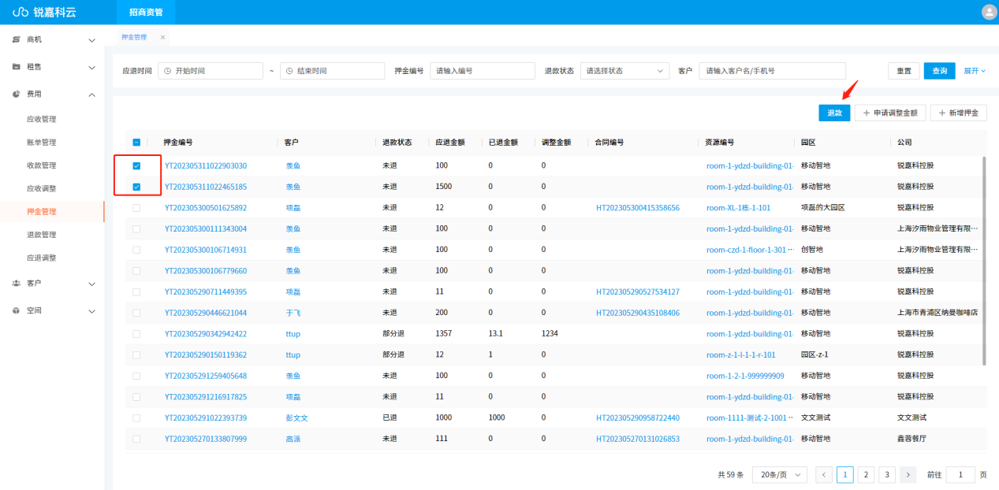 锐嘉科云 招商资管
商机
租售
费用
应收管理
账单管理
收款管理
应收调整
押金管理
退款管理
应退调整
客户
空间
押金管理 ×
应退时间 开始时间 ~ 结束时间 押金编号 请输入编号 退款状态 请选择状态 客户 请输入客户名/手机号 重置 查询 展开
退款 + 申请调整金额 + 新增押金
押金编号 客户 退款状态 应退金额 已退金额 调整金额 合同编号 资源编号 园区 公司
YT202305311022903030 羡鱼 未退 100 0 0 room-1-ydzd-building-01- 移动智地 锐嘉科控股
YT202305311022465185 羡鱼 未退 1500 0 0 room-1-ydzd-building-01- 移动智地 锐嘉科控股
YT202305300501625892 项磊 未退 12 0 0 HT202305300415358656 room-XL-1栋-1-101 项磊的大园区 锐嘉科控股
YT202305300111343004 羡鱼 未退 100 0 0 room-1-ydzd-building-01- 移动智地 上海汐雨物业管理有限…
YT202305300106714931 羡鱼 未退 100 0 0 room-czd-1-floor-1-301 … 创智地 上海汐雨物业管理有限…
YT202305300106779660 羡鱼 未退 100 0 0 room-1-ydzd-building-01- 移动智地 锐嘉科控股
YT202305290711449395 项磊 未退 11 0 0 HT202305290527534127 room-1-ydzd-building-01- 移动智地 锐嘉科控股
YT202305290446621044 于飞 未退 200 0 0 HT202305290435108406 room-1-ydzd-building-01- 移动智地 上海市青浦区纳曼咖啡店
YT202305290342942422 ttup 部分退 1357 13.1 1234 room-1-ydzd-building-01- 移动智地 锐嘉科控股
YT202305290150119362 ttup 部分退 12 1 0 room-z-1-l-1-1-r-101 园区-z-1 锐嘉科控股
YT202305291259405648 羡鱼 未退 100 0 0 room-1-2-1-999999909 移动智地 锐嘉科控股
YT202305291216917825 项磊 未退 11 0 0 room-1-ydzd-building-01- 移动智地 锐嘉科控股
YT202305291022393739 彭文文 已退 1000 1000 0 HT202305290958722440 room-1111-测试-2-1001 … 文文测试 文文测试
YT202305270133807999 高派 未退 111 0 0 HT202305270131026853 room-1-ydzd-building-01- 移动智地 鑫蓉餐厅
共 59 条 20条/页 < 1 2 3 > 前往 1 页